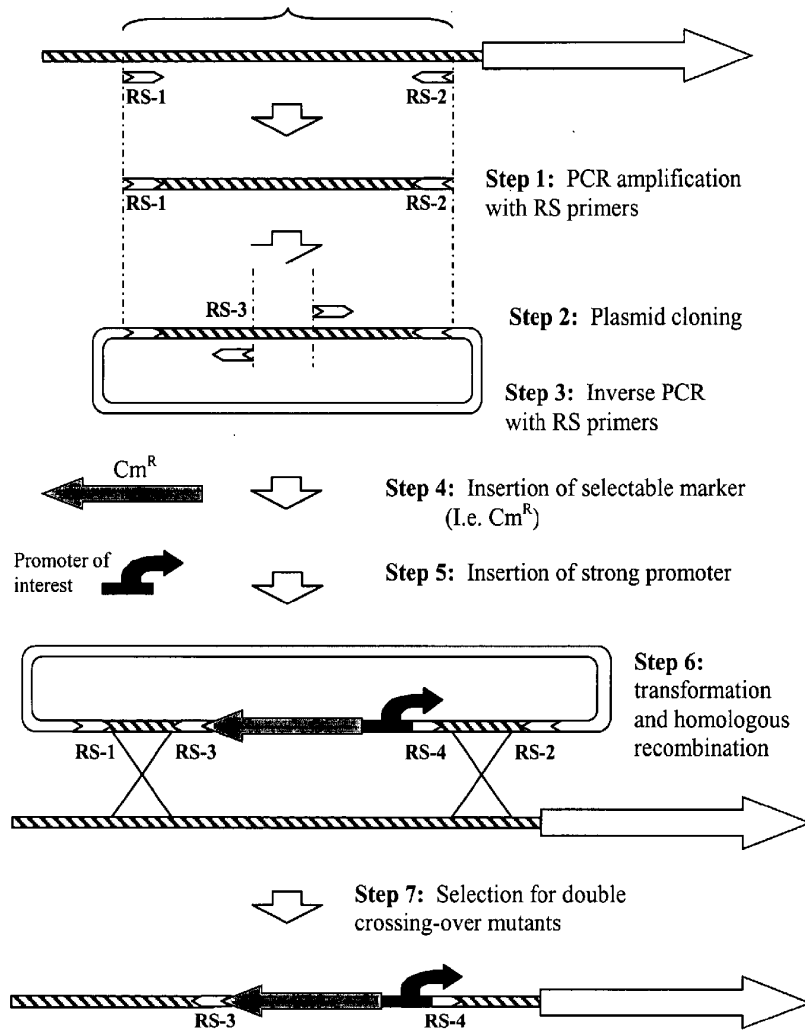 RS-1 RS-2
RS-1 RS-2
Step 1: PCR amplification
with RS primers
RS-3
Step 2: Plasmid cloning
Step 3: Inverse PCR
with RS primers
Cm^R
Step 4: Insertion of selectable marker
(I.e. Cm^R)
Promoter of
interest
Step 5: Insertion of strong promoter
Step 6:
transformation
and homologous
recombination
RS-1 RS-3 RS-4 RS-2
Step 7: Selection for double
crossing-over mutants
RS-3 RS-4